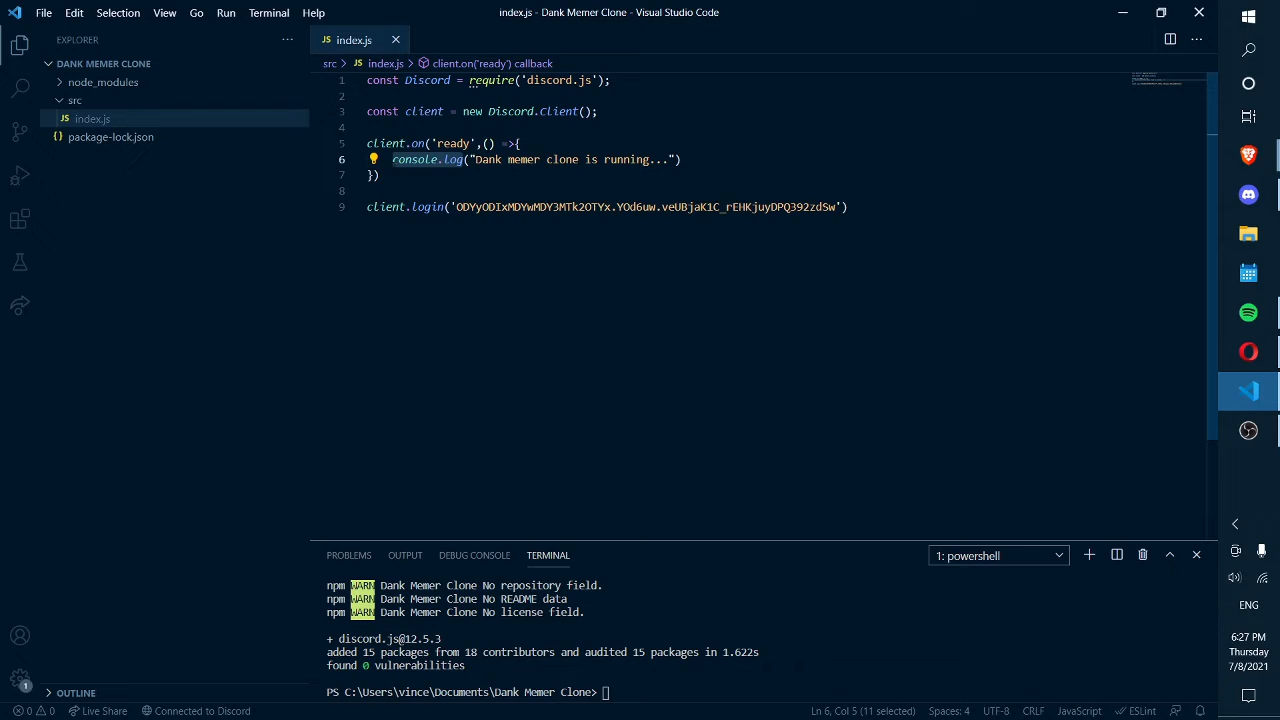 File Edit Selection View Go Run Terminal Help
index.js - Dank Memer Clone - Visual Studio Code
EXPLORER
index.js
DANK MEMER CLONE
src > index.js > client.on('ready') callback
node_modules
src
index.js
package-lock.json
1 const Discord = require('discord.js');
2
3 const client = new Discord.Client();
4
5 client.on('ready',() =>{
6 console.log("Dank memer clone is running...")
7 })
8
9 client.login('ODYyODIxMDYwMDY3MTk2OTYx.YOd6uw.veUBjaK1C_rEHKjuyDPQ392zdSw')
PROBLEMS OUTPUT DEBUG CONSOLE TERMINAL
1: powershell
npm WARN Dank Memer Clone No repository field.
npm WARN Dank Memer Clone No README data
npm WARN Dank Memer Clone No license field.
+ discord.js@12.5.3
added 15 packages from 18 contributors and audited 15 packages in 1.622s
found 0 vulnerabilities
PS C:\Users\vince\Documents\Dank Memer Clone>
OUTLINE
1
0 0 Live Share Connected to Discord
Ln 6, Col 5 (11 selected) Spaces: 4 UTF-8 CRLF JavaScript ESLint
ENG
6:27 PM
Thursday
7/8/2021